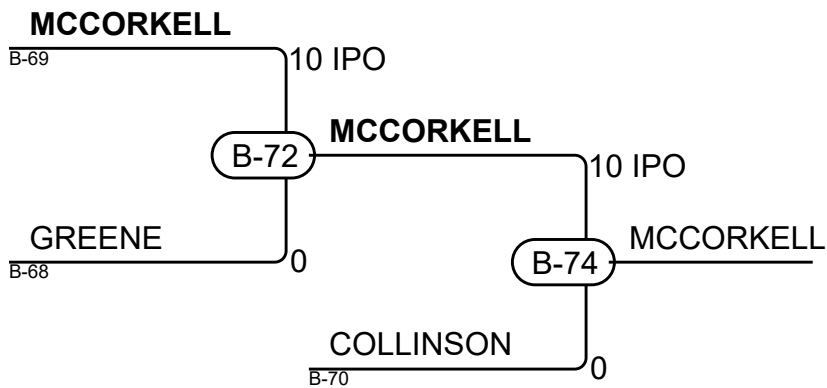 MCCORKELL
B-69
10 IPO
B-72
MCCORKELL
10 IPO
GREENE
B-68
0
B-74
MCCORKELL
COLLINSON
B-70
0